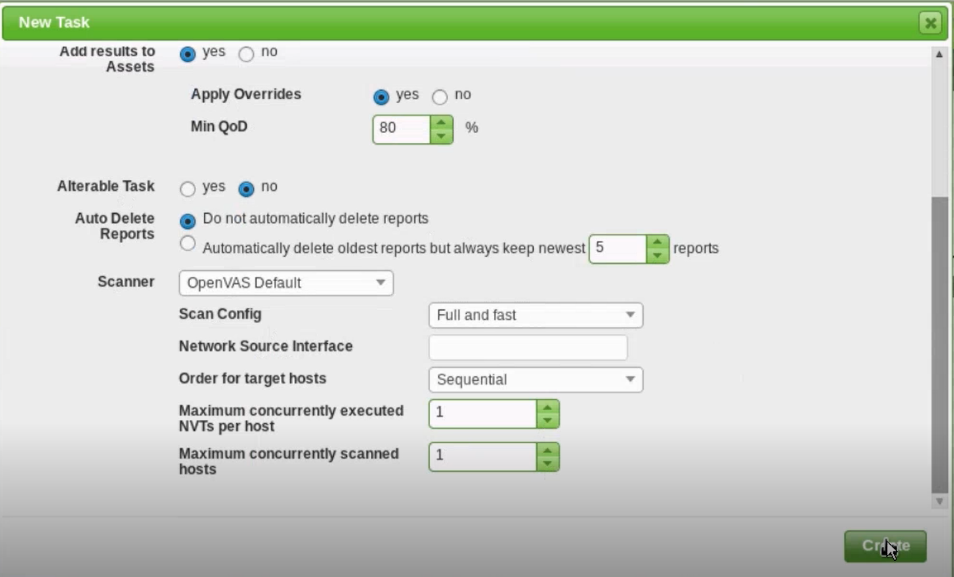 New Task
Add results to
Assets
yes no
Apply Overrides yes no
Min QoD 80 %
Alterable Task yes no
Auto Delete
Reports
Do not automatically delete reports
Automatically delete oldest reports but always keep newest 5 reports
Scanner OpenVAS Default
Scan Config Full and fast
Network Source Interface
Order for target hosts Sequential
Maximum concurrently executed
NVTs per host
1
Maximum concurrently scanned
hosts
1
Create